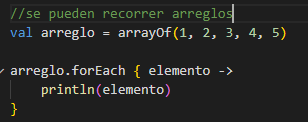 //se pueden recorrer arreglos
val arreglo = arrayOf(1, 2, 3, 4, 5)
arreglo.forEach { elemento ->
    println(elemento)
}